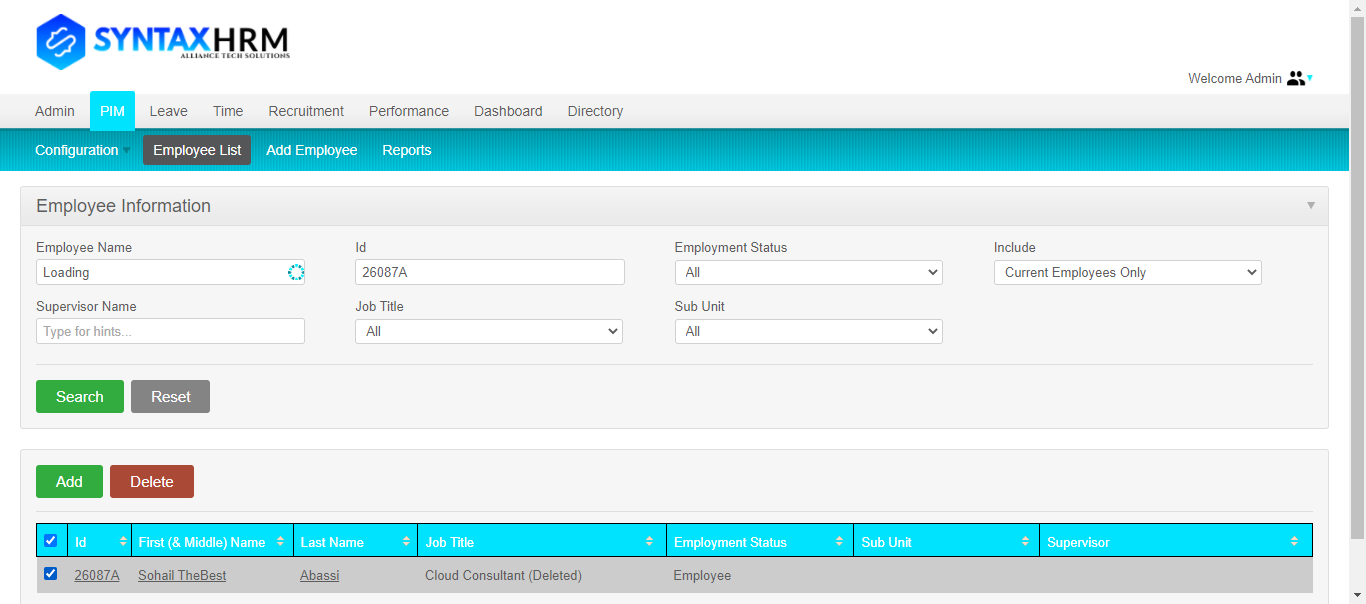 SYNTAXHRM
ALLIANCE TECH SOLUTIONS
Welcome Admin
Admin PIM Leave Time Recruitment Performance Dashboard Directory
Configuration Employee List Add Employee Reports
Employee Information
Employee Name Id Employment Status Include
Loading 26087A All Current Employees Only
Supervisor Name Job Title Sub Unit
Type for hints... All All
Search Reset
Add Delete
Id First (& Middle) Name Last Name Job Title Employment Status Sub Unit Supervisor
26087A Sohail TheBest Abassi Cloud Consultant (Deleted) Employee